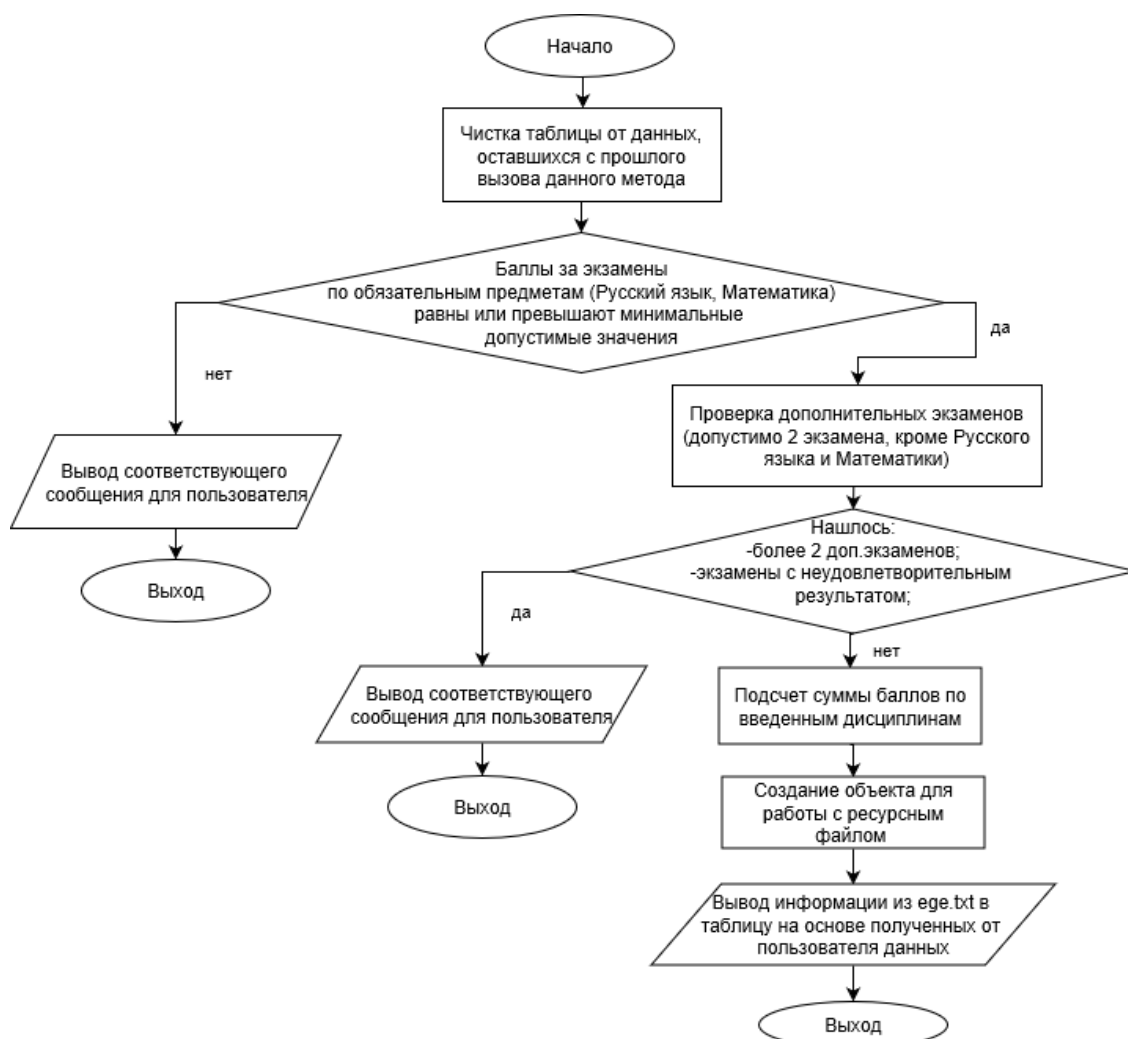 Начало
Чистка таблицы от данных,
оставшихся с прошлого
вызова данного метода
Баллы за экзамены
по обязательным предметам (Русский язык, Математика)
равны или превышают минимальные
допустимые значения
нет
да
Вывод соответствующего
сообщения для пользователя
Выход
Проверка дополнительных экзаменов
(допустимо 2 экзамена, кроме Русского
языка и Математики)
Нашлось:
-более 2 доп.экзаменов;
-экзамены с неудовлетворительным
результатом;
да
нет
Вывод соответствующего
сообщения для пользователя
Выход
Подсчет суммы баллов по
введенным дисциплинам
Создание объекта для
работы с ресурсным
файлом
Вывод информации из ege.txt в
таблицу на основе полученных от
пользователя данных
Выход